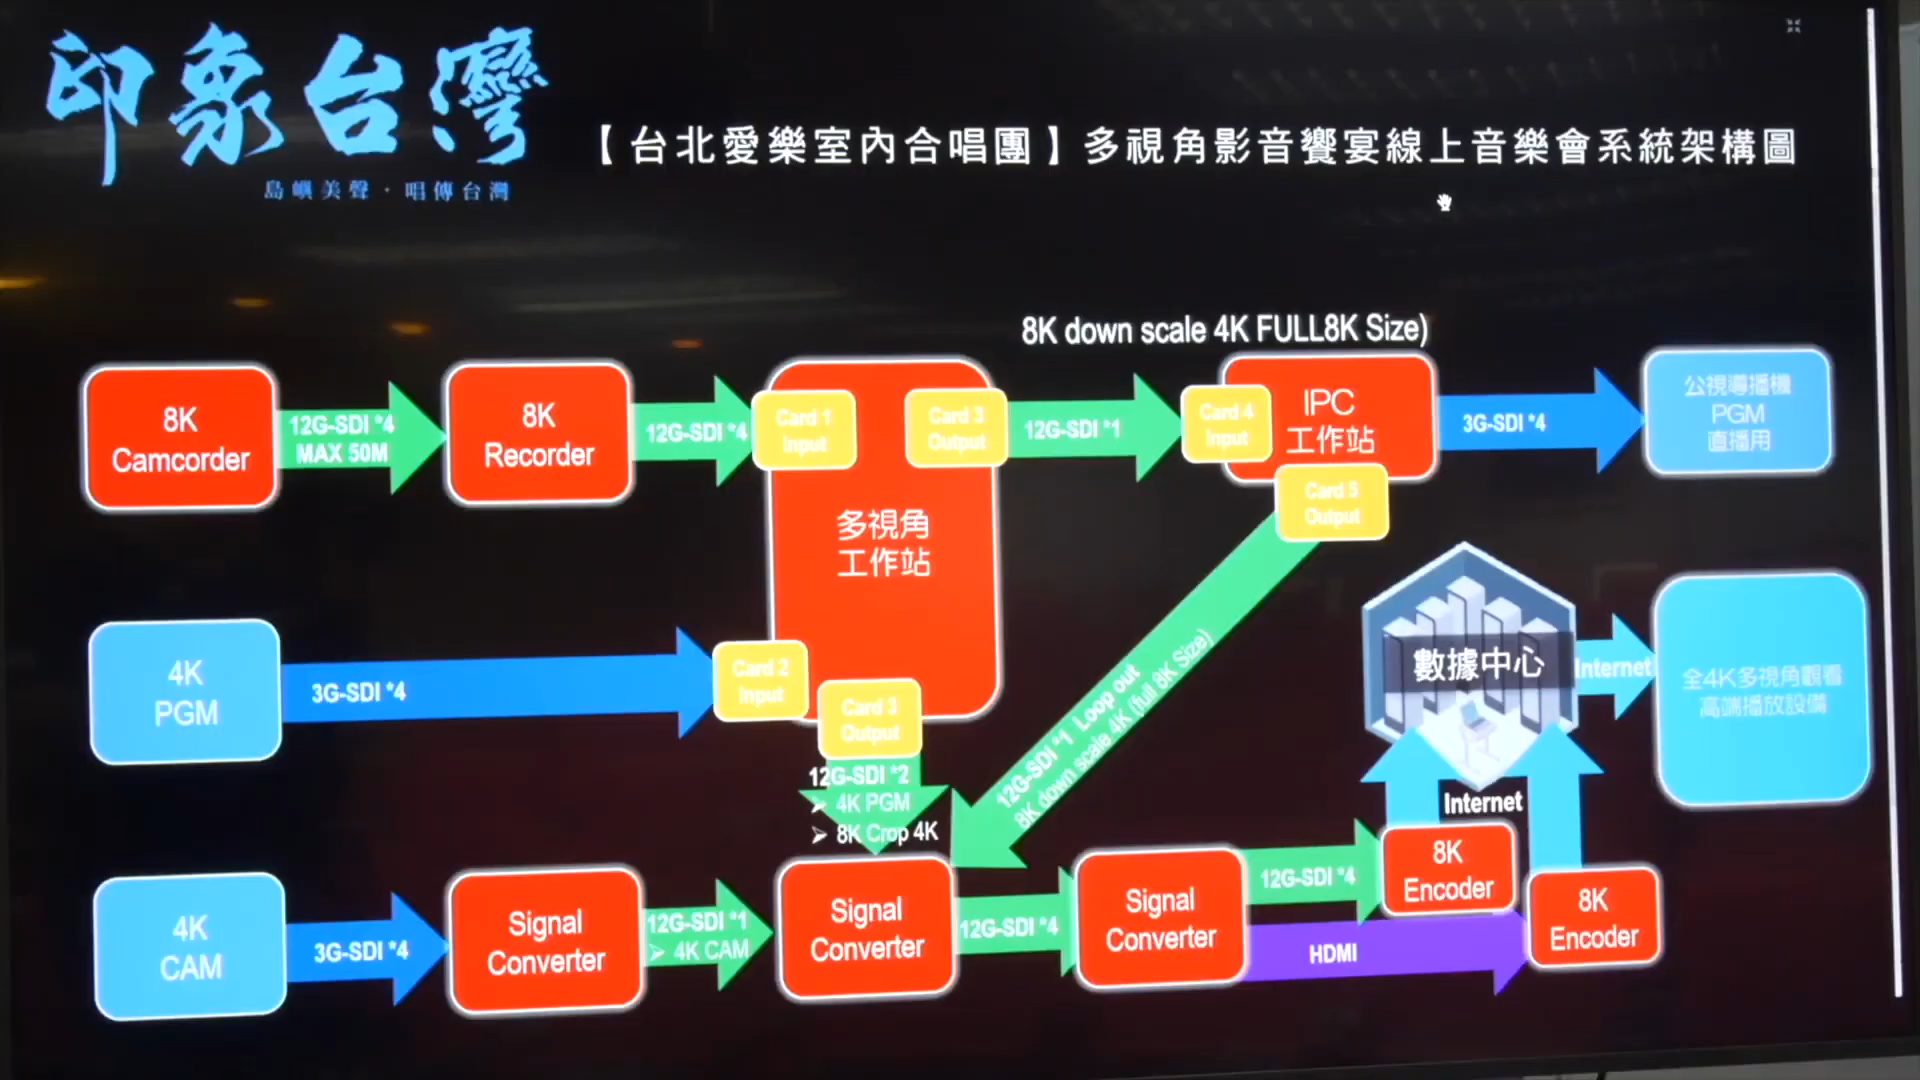 印象台灣
島嶼美聲·唱傳台灣
【台北愛樂室內合唱團】多視角影音饗宴線上音樂會系統架構圖
8K down scale 4K FULL8K Size)
8K
Camcorder
12G-SDI *4
MAX 50M
8K
Recorder
12G-SDI *4
Card 1
Input
Card 3
Output
12G-SDI *1
Card 4
Input
IPC
工作站
3G-SDI *4
公視導播機
PGM
直播用
Card 5
Output
多視角
工作站
4K
PGM
3G-SDI *4
Card 2
Input
Card 3
Output
12G-SDI *2
➢ 4K PGM
➢ 8K Crop 4K
12G-SDI *1 Loop out
8K down scale 4K (full 8K Size)
數據中心
Internet
全4K多視角觀看
高端播放設備
Internet
4K
CAM
3G-SDI *4
Signal
Converter
12G-SDI *1
➢ 4K CAM
Signal
Converter
12G-SDI *4
Signal
Converter
12G-SDI *4
HDMI
8K
Encoder
8K
Encoder